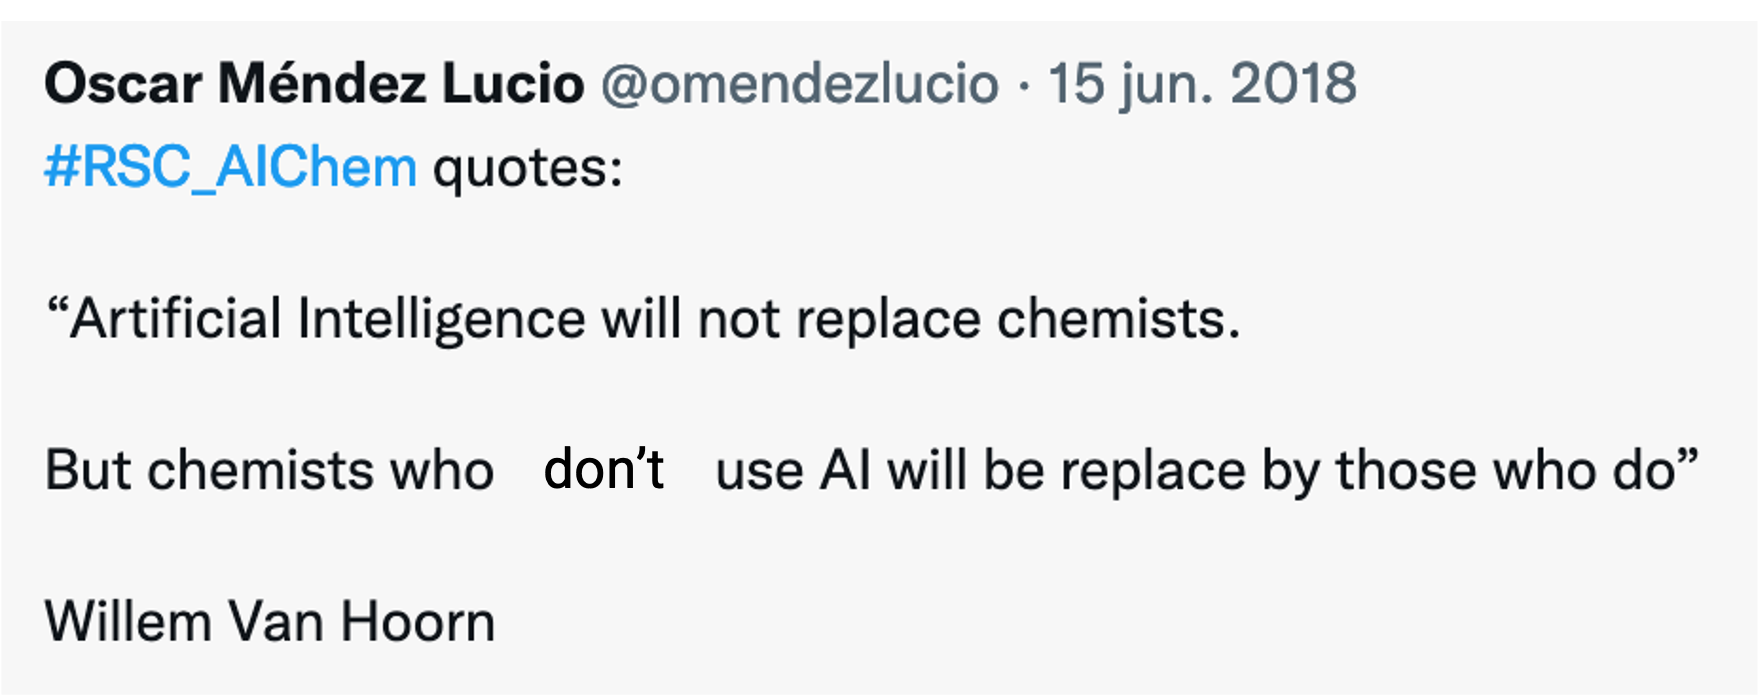 Oscar Méndez Lucio @omendezlucio · 15 jun. 2018
#RSC_AIChem quotes:
“Artificial Intelligence will not replace chemists.
But chemists who don’t use AI will be replace by those who do”
Willem Van Hoorn